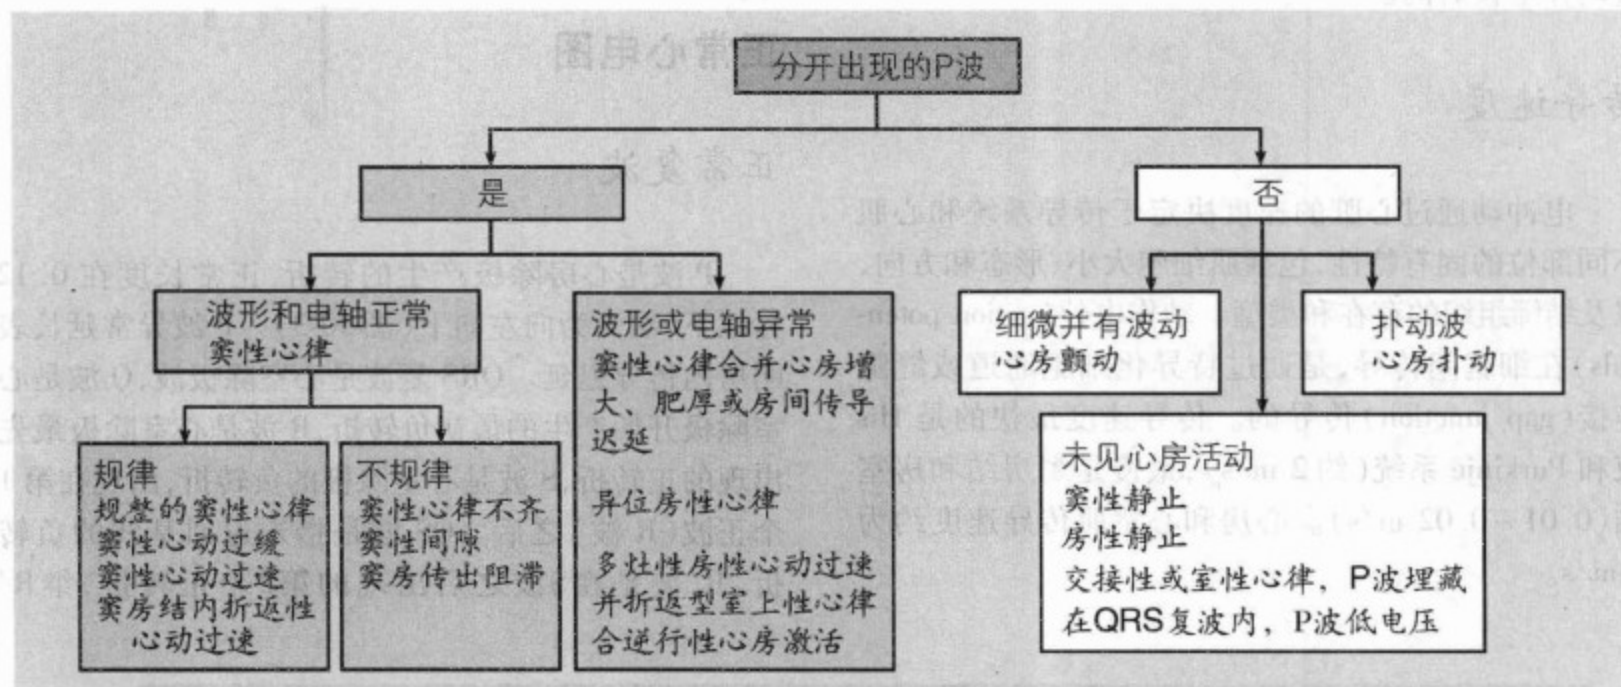 分开出现的P波
是
否
波形和电轴正常
窦性心律
波形或电轴异常
窦性心律合并心房增
大、肥厚或房间传导
迟延
异位房性心律
多灶性房性心动过速
并折返型室上性心律
合逆行性心房激活
细微并有波动
心房颤动
扑动波
心房扑动
规律
规整的窦性心律
窦性心动过缓
窦性心动过速
窦房结内折返性
心动过速
不规律
窦性心律不齐
窦性间隙
窦房传出阻滞
未见心房活动
窦性静止
房性静止
交接性或室性心律，P波埋藏
在QRS复波内，P波低电压